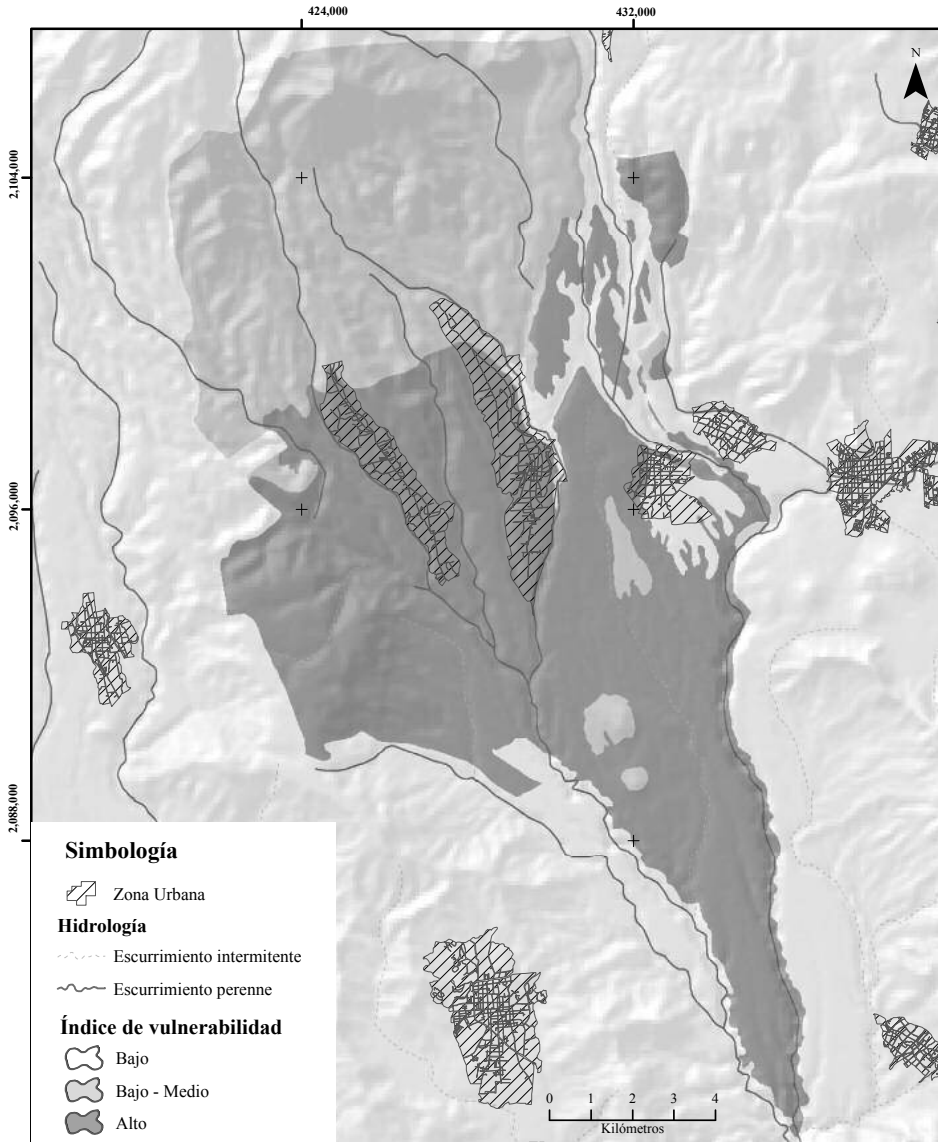 424,000
432,000
N
2,104,000
2,096,000
2,088,000
Simbología
Zona Urbana
Hidrología
Escurrimiento intermitente
Escurrimiento perenne
Índice de vulnerabilidad
Bajo
Bajo - Medio
Alto
0 1 2 3 4
Kilómetros